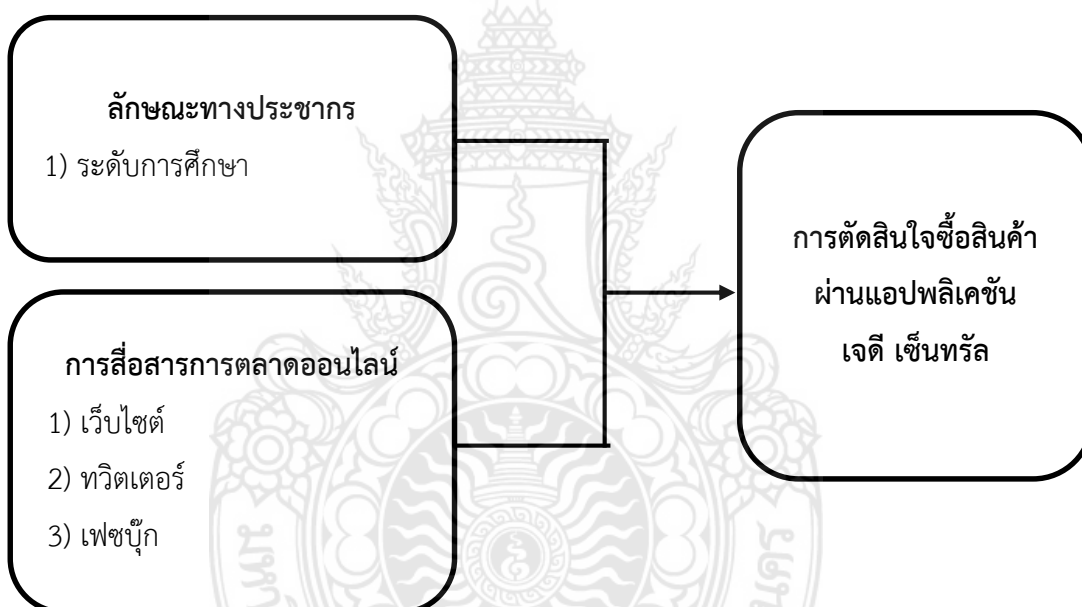 ลักษณะทางประชากร
1) ระดับการศึกษา
การสื่อสารการตลาดออนไลน์
1) เว็บไซต์
2) ทวิตเตอร์
3) เฟซบุ๊ก
การตัดสินใจซื้อสินค้า
ผ่านแอปพลิเคชัน
เจดี เซ็นทรัล